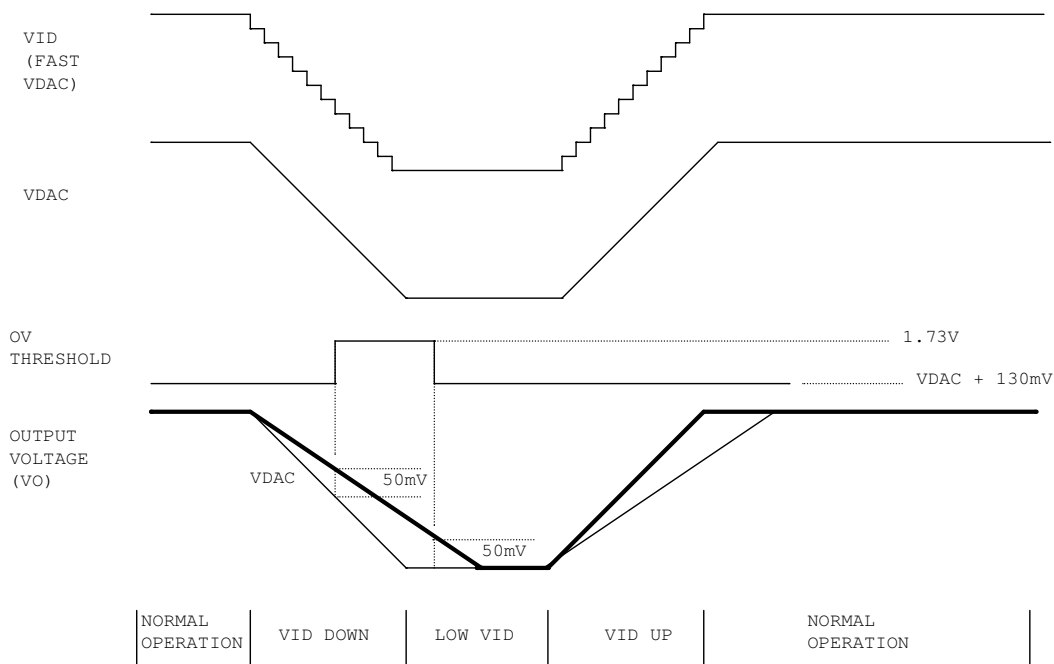 VID
(FAST
VDAC)
VDAC
OV
THRESHOLD
1.73V
VDAC + 130mV
OUTPUT
VOLTAGE
(VO)
VDAC
50mV
50mV
NORMAL
OPERATION
VID DOWN
LOW VID
VID UP
NORMAL
OPERATION